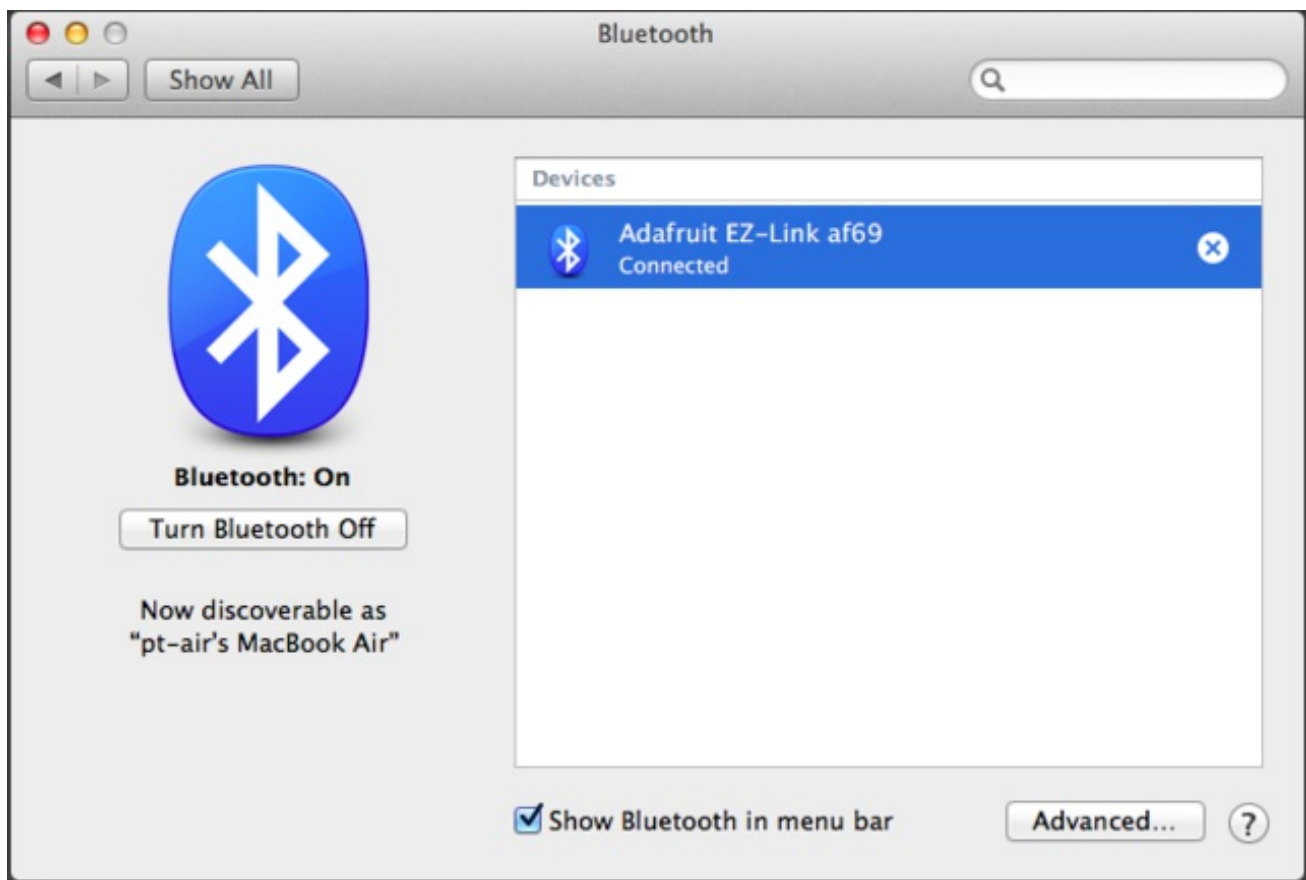 Bluetooth
Show All
Devices
Adafruit EZ-Link af69
Connected
Bluetooth: On
Turn Bluetooth Off
Now discoverable as
“pt-air’s MacBook Air”
Show Bluetooth in menu bar
Advanced...
?